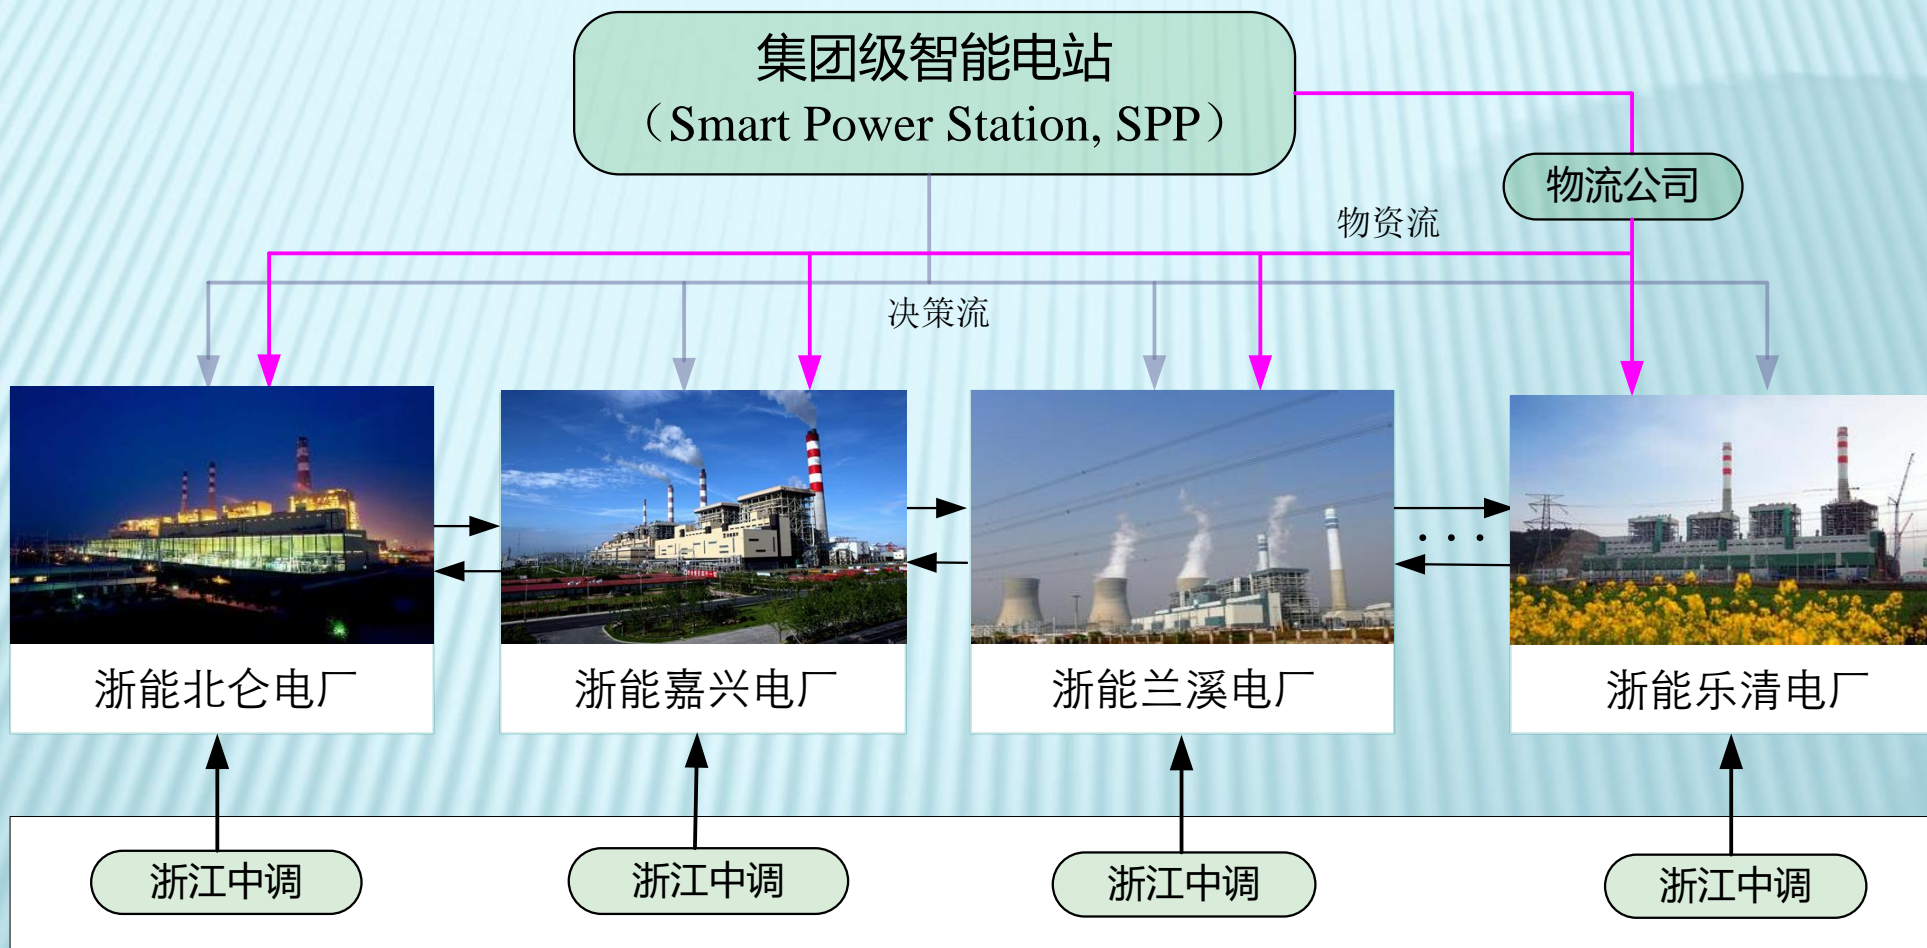 集团级智能电站
（Smart Power Station, SPP）
物流公司
物资流
决策流
· · ·
浙能北仑电厂
浙能嘉兴电厂
浙能兰溪电厂
浙能乐清电厂
浙江中调
浙江中调
浙江中调
浙江中调